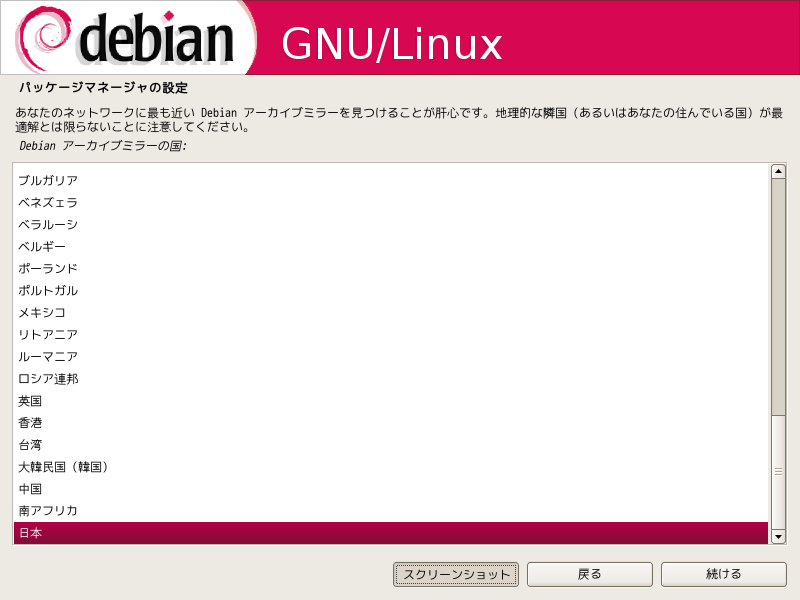 debian GNU/Linux
パッケージマネージャの設定
あなたのネットワークに最も近い Debian アーカイブミラーを見つけることが肝心です。地理的な隣国（あるいはあなたの住んでいる国）が最
適解とは限らないことに注意してください。
Debian アーカイブミラーの国:
ブルガリア
ベネズェラ
ベラルーシ
ベルギー
ポーランド
ポルトガル
メキシコ
リトアニア
ルーマニア
ロシア連邦
英国
香港
台湾
大韓民国（韓国）
中国
南アフリカ
日本
スクリーンショット 戻る 続ける